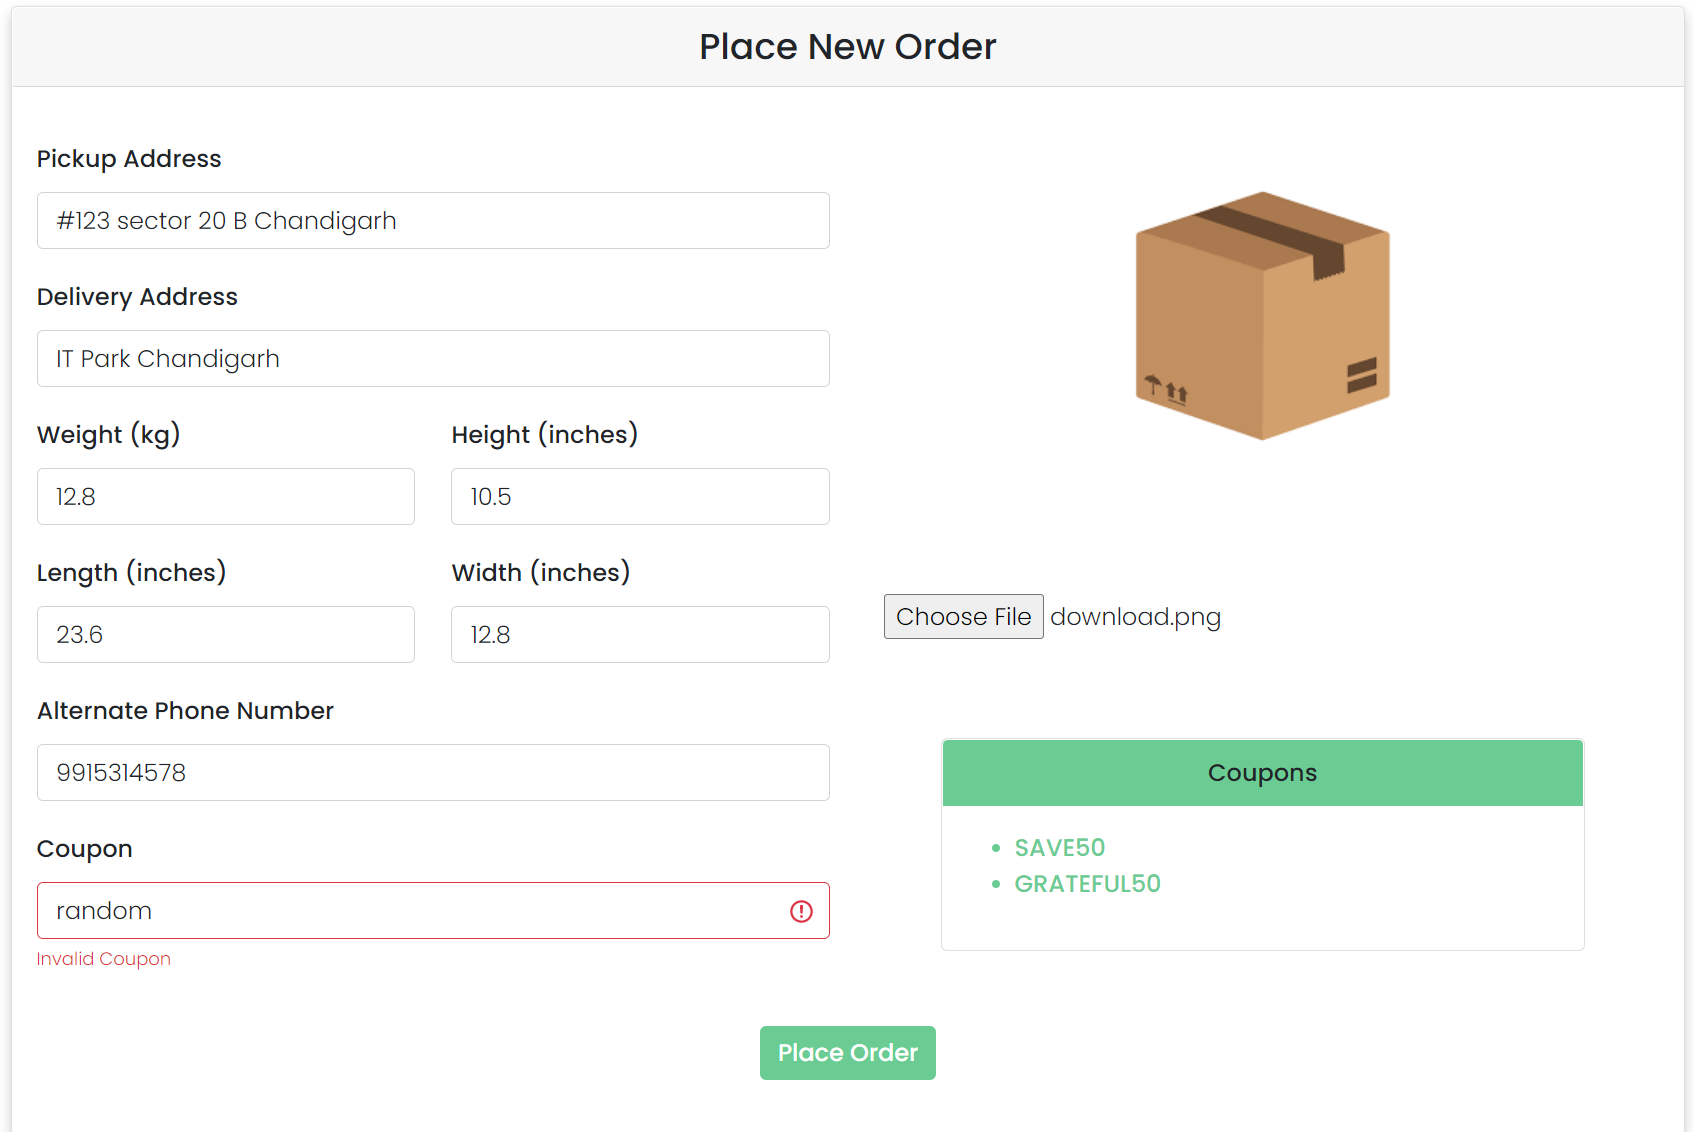 Place New Order
Pickup Address
#123 sector 20 B Chandigarh
Delivery Address
IT Park Chandigarh
Weight (kg)
Height (inches)
12.8
10.5
Length (inches)
Width (inches)
23.6
12.8
Choose File download.png
Alternate Phone Number
9915314578
Coupon
random
Invalid Coupon
Coupons
SAVE50
GRATEFUL50
Place Order